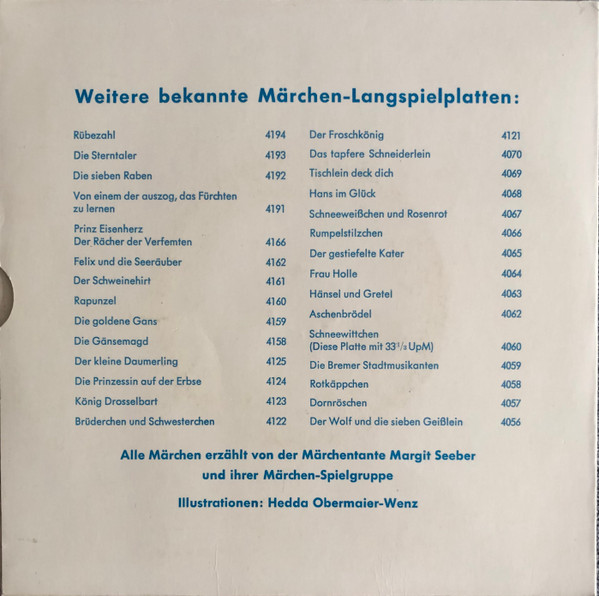 Weitere bekannte Märchen-Langspielplatten:
Rübezahl 4194
Die Sterntaler 4193
Die sieben Raben 4192
Von einem der auszog, das Fürchten
zu lernen 4191
Prinz Eisenherz
Der Rächer der Verfemten 4166
Felix und die Seeräuber 4162
Der Schweinehirt 4161
Rapunzel 4160
Die goldene Gans 4159
Die Gänsemagd 4158
Der kleine Daumerling 4125
Die Prinzessin auf der Erbse 4124
König Drosselbart 4123
Brüderchen und Schwesterchen 4122
Der Froschkönig 4121
Das tapfere Schneiderlein 4070
Tischlein deck dich 4069
Hans im Glück 4068
Schneeweißchen und Rosenrot 4067
Rumpelstilzchen 4066
Der gestiefelte Kater 4065
Frau Holle 4064
Hänsel und Gretel 4063
Aschenbrödel 4062
Schneewittchen
(Diese Platte mit 33¹/₃ UpM) 4060
Die Bremer Stadtmusikanten 4059
Rotkäppchen 4058
Dornröschen 4057
Der Wolf und die sieben Geißlein 4056
Alle Märchen erzählt von der Märchentante Margit Seeber
und ihrer Märchen-Spielgruppe
Illustrationen: Hedda Obermaier-Wenz